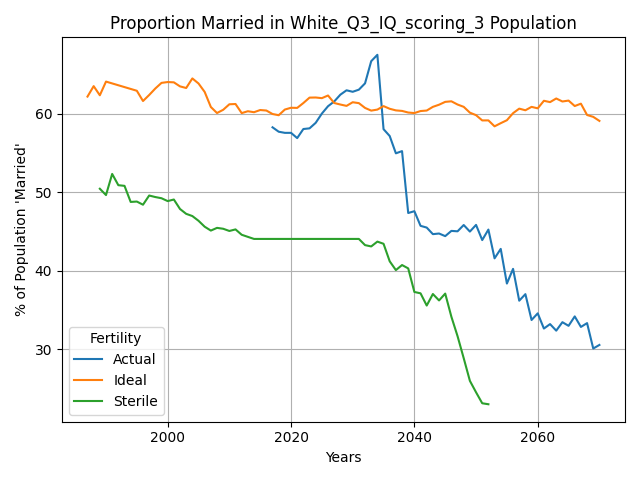 Proportion Married in White_Q3_IQ_scoring_3 Population
% of Population 'Married'
60
50
40
30
Fertility
Actual
Ideal
Sterile
2000
2020
2040
2060
Years